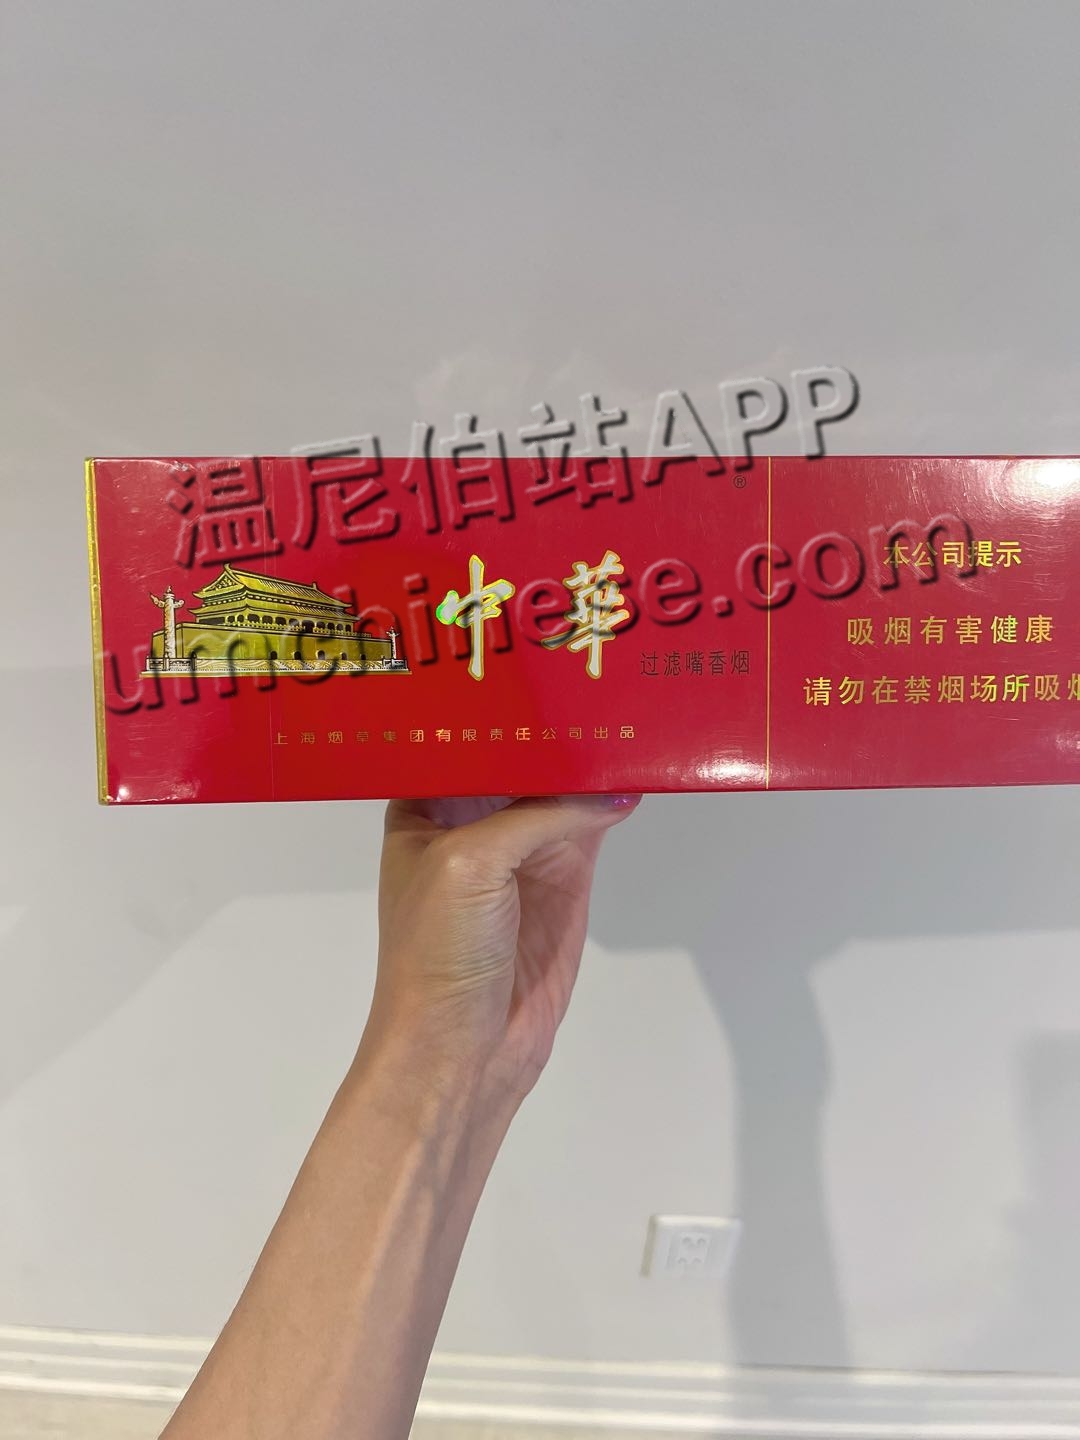 温尼伯站APP
umchinese.com
®
中華
过滤嘴香烟
上海烟草集团有限责任公司出品
本公司提示
吸烟有害健康
请勿在禁烟场所吸烟